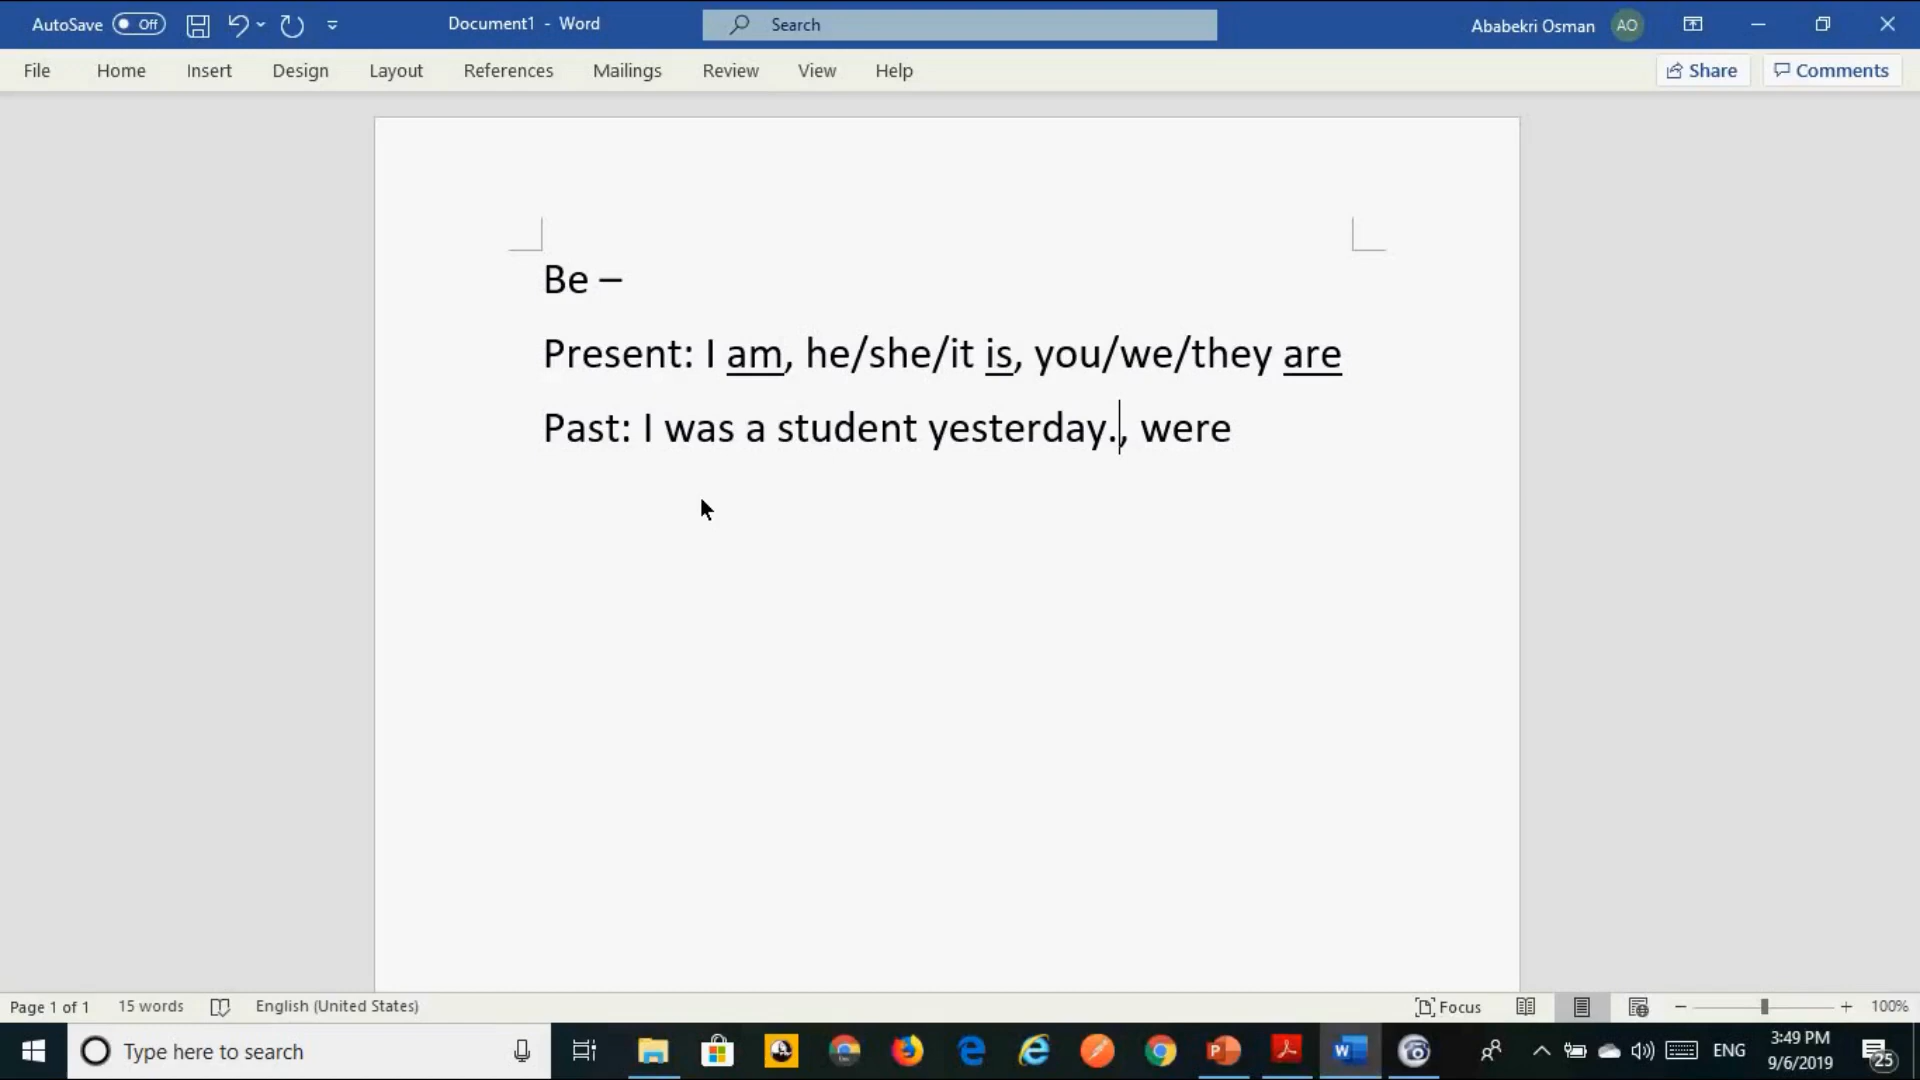 AutoSave Off Document1 - Word Search Ababekri Osman AO
File Home Insert Design Layout References Mailings Review View Help Share Comments
Be –
Present: I am, he/she/it is, you/we/they are
Past: I was a student yesterday., were
Page 1 of 1 15 words English (United States) Focus 100%
Type here to search ENG 3:49 PM
9/6/2019 25